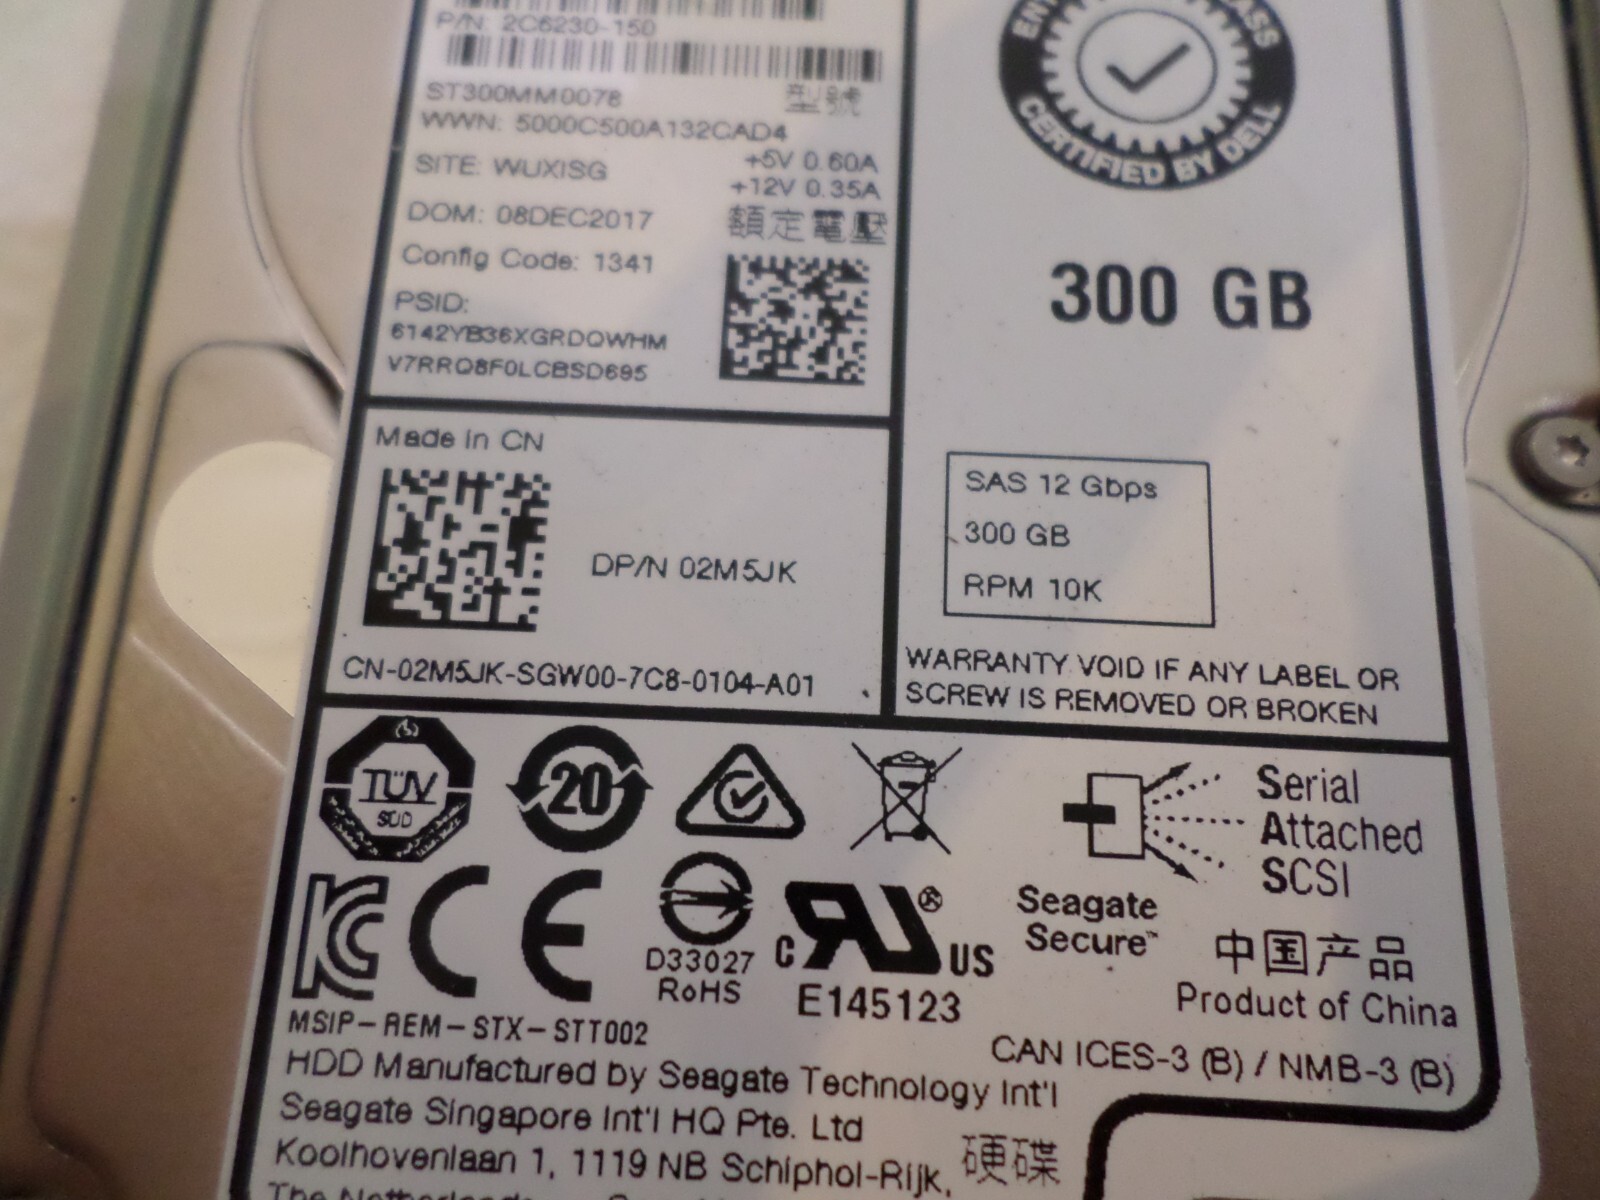 P/N: 2C6230-150
ST300MM0078 型號
WWN: 5000C500A132CAD4
SITE: WUXISG
+5V 0.60A
+12V 0.35A
DOM: 08DEC2017
額定電壓
Config Code: 1341
PSID:
6142YB36XGRDOWHM
V7RRQ8F0LCBSD695
CERTIFIED BY DELL
300 GB
Made in CN
DP/N 02M5JK
CN-02M5JK-SGW00-7C8-0104-A01
SAS 12 Gbps
300 GB
RPM 10K
WARRANTY VOID IF ANY LABEL OR
SCREW IS REMOVED OR BROKEN
TÜV
SÜD
20
Serial
Attached
SCSI
Seagate
Secure™
D33027
RoHS
C US
E145123
中国产品
Product of China
MSIP-REM-STX-STT002
CAN ICES-3 (B) / NMB-3 (B)
HDD Manufactured by Seagate Technology Int'l
Seagate Singapore Int'l HQ Pte. Ltd
Koolhovenlaan 1, 1119 NB Schiphol-Rijk,
硬碟
The Netherlands